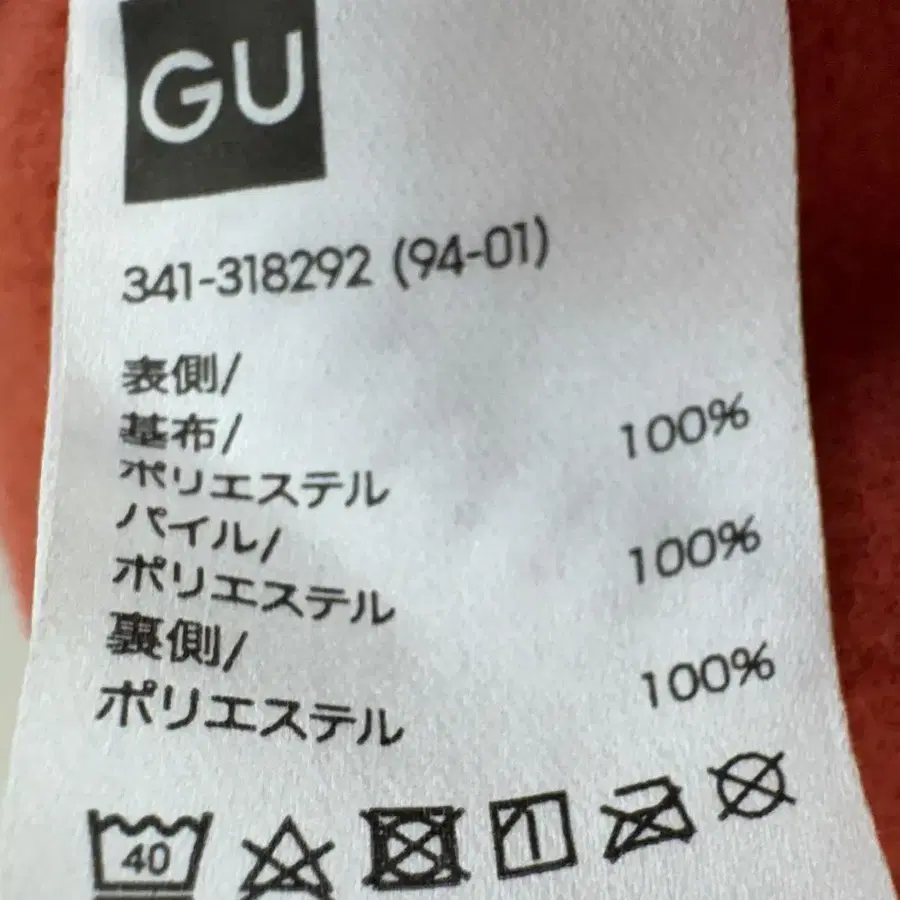 GU
341-318292 (94-01)
表側/
基布/
ポリエステル 100%
パイル/
ポリエステル 100%
裏側/
ポリエステル 100%
40